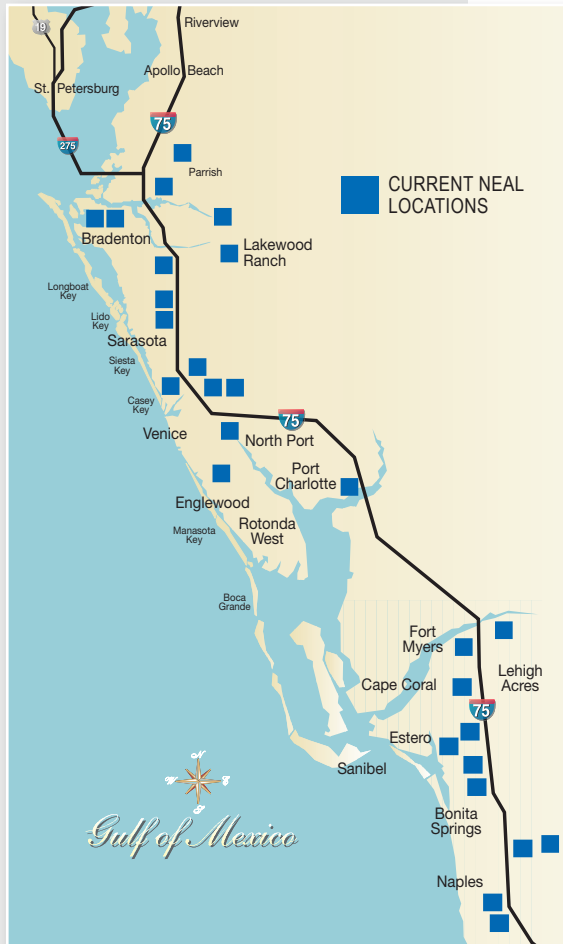 19
Riverview
Apollo Beach
St. Petersburg
75
275
Parrish
CURRENT NEAL
LOCATIONS
Bradenton
Lakewood
Ranch
Longboat
Key
Lido
Key
Sarasota
Siesta
Key
Casey
Key
Venice
75
North Port
Port
Charlotte
Englewood
Manasota
Key
Rotonda
West
Boca
Grande
Fort
Myers
Lehigh
Acres
Cape Coral
75
Estero
Sanibel
N
W E
S
Gulf of Mexico
Bonita
Springs
Naples